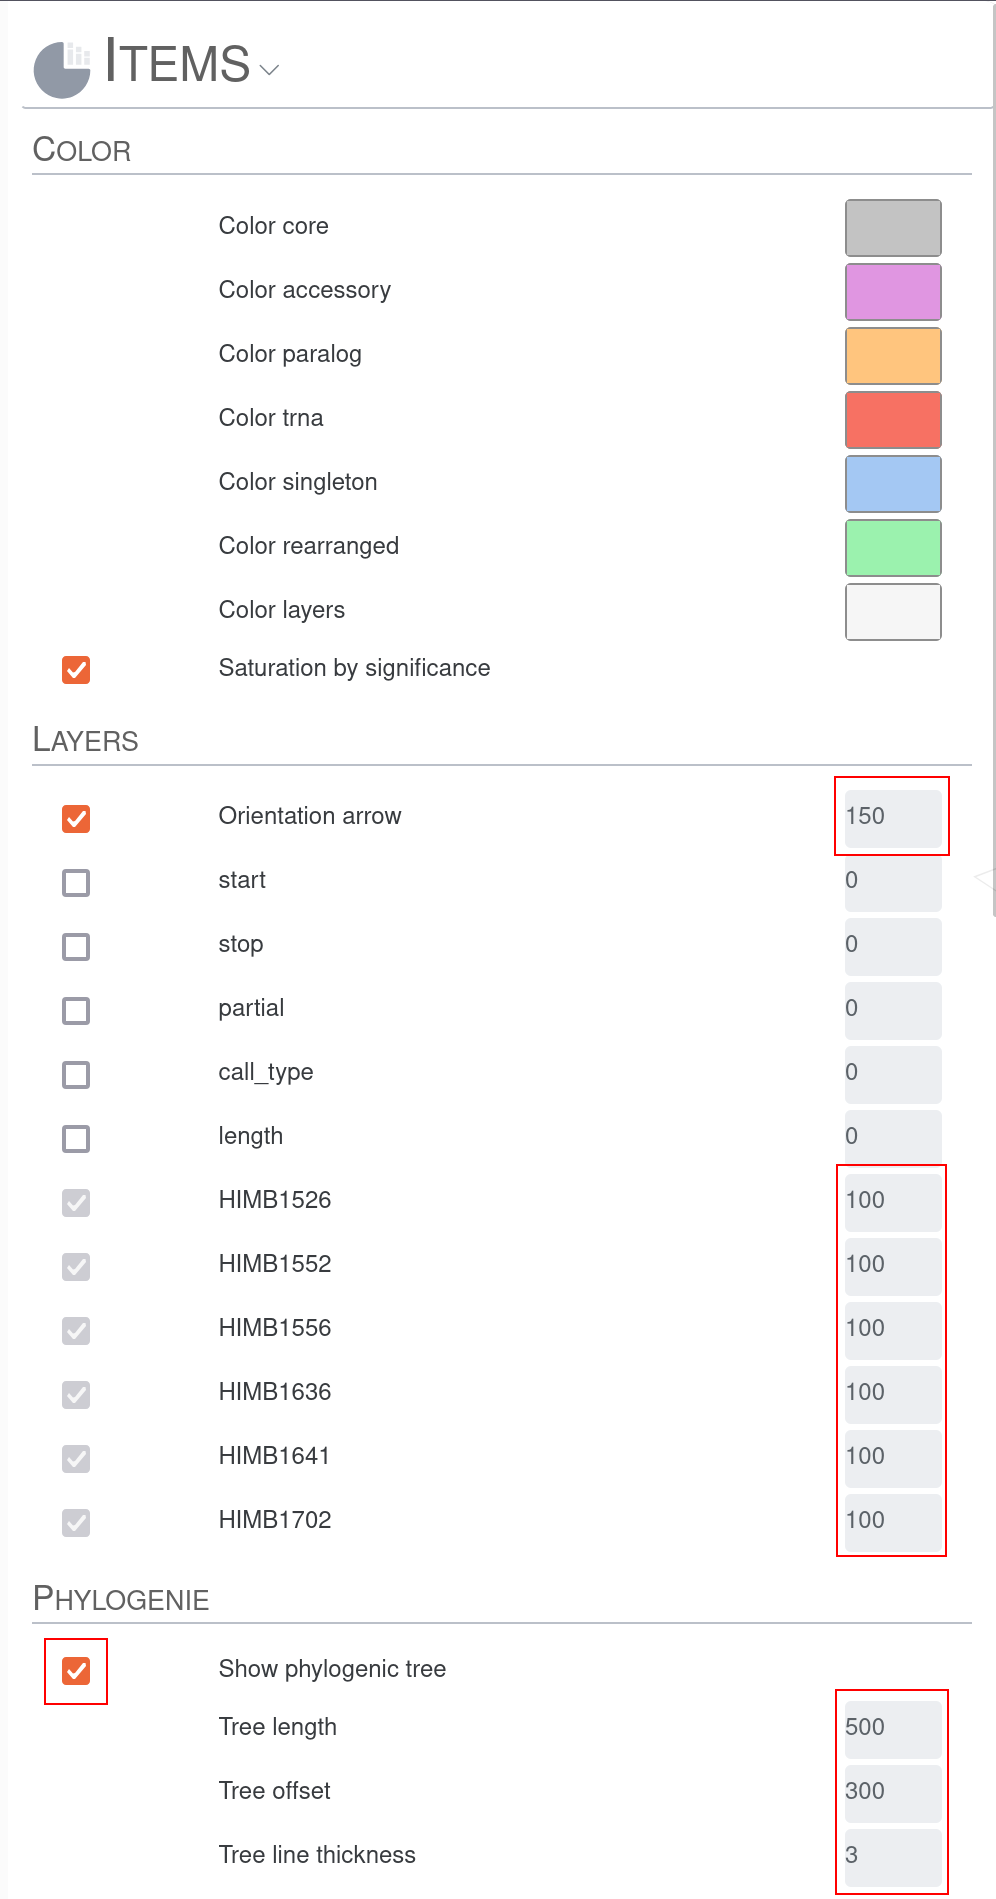 ITEMS
COLOR
Color core
Color accessory
Color paralog
Color trna
Color singleton
Color rearranged
Color layers
Saturation by significance
LAYERS
Orientation arrow 150
start 0
stop 0
partial 0
call_type 0
length 0
HIMB1526 100
HIMB1552 100
HIMB1556 100
HIMB1636 100
HIMB1641 100
HIMB1702 100
PHYLOGENIE
Show phylogenic tree
Tree length 500
Tree offset 300
Tree line thickness 3